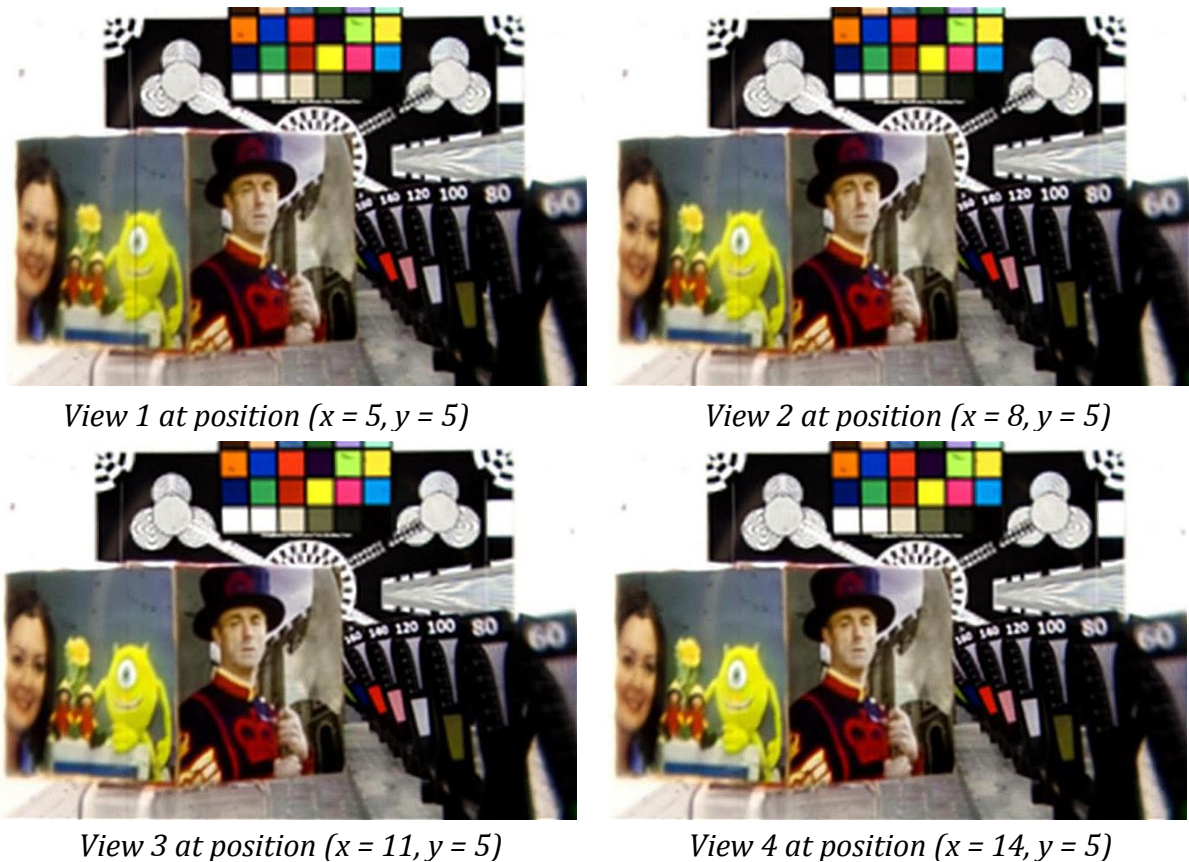 140 120 100 80 60
140 120 100 80 60
View 1 at position (x = 5, y = 5)
View 2 at position (x = 8, y = 5)
140 120 100 80 60
140 120 100 80 60
View 3 at position (x = 11, y = 5)
View 4 at position (x = 14, y = 5)